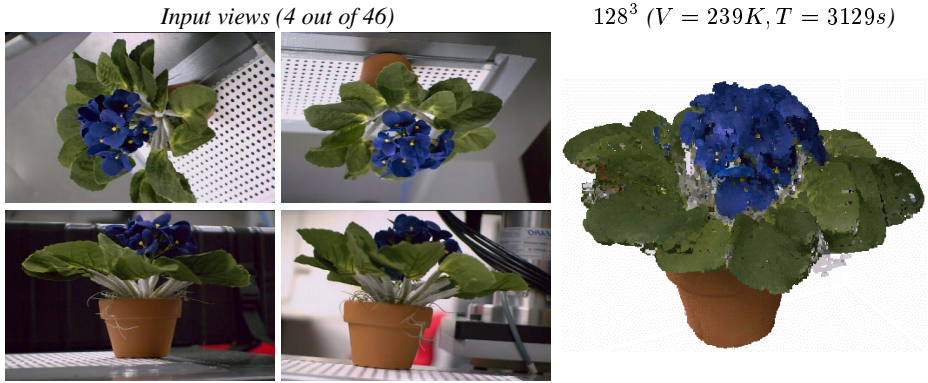 Input views (4 out of 46)
128³ (V = 239K, T = 3129s)